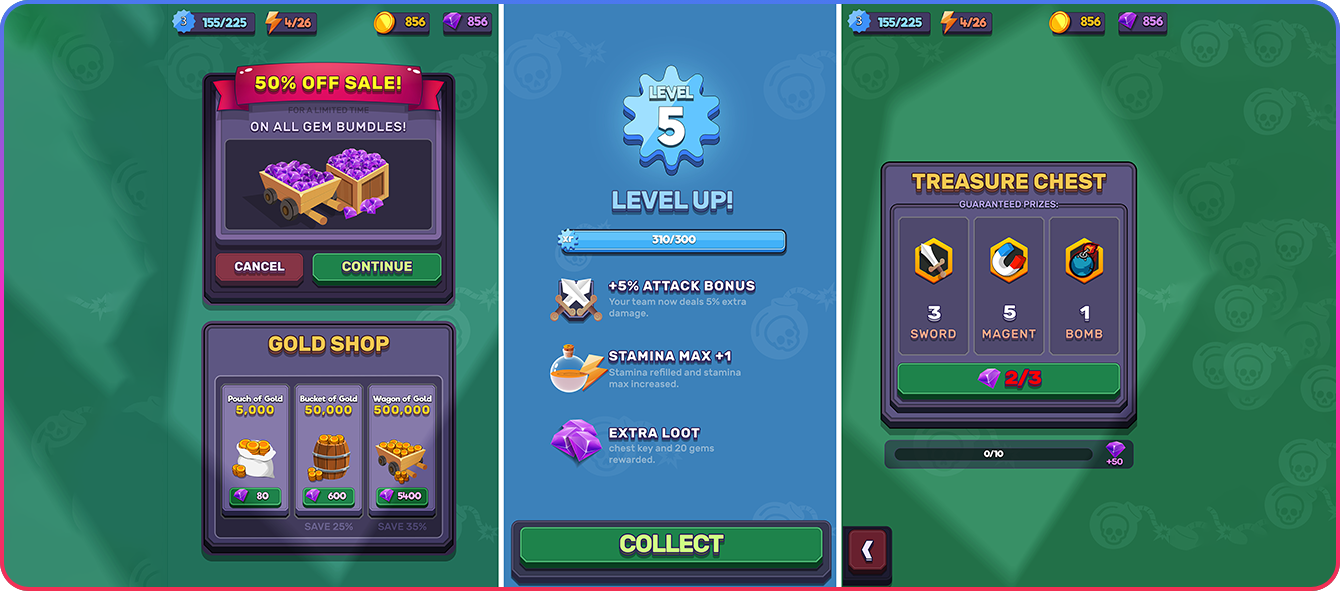 3 155/225 4/26 856 856
50% OFF SALE!
FOR A LIMITED TIME
ON ALL GEM BUMDLES!
CANCEL CONTINUE
GOLD SHOP
Pouch of Gold Bucket of Gold Wagon of Gold
5,000 50,000 500,000
80 600 5400
SAVE 25% SAVE 35%
LEVEL
5
LEVEL UP!
XP 310/300
+5% ATTACK BONUS
Your team now deals 5% extra
damage.
STAMINA MAX +1
Stamina refilled and stamina
max increased.
EXTRA LOOT
chest key and 20 gems
rewarded.
COLLECT
3 155/225 4/26 856 856
TREASURE CHEST
GUARANTEED PRIZES:
3 5 1
SWORD MAGENT BOMB
2/3
0/10
+50